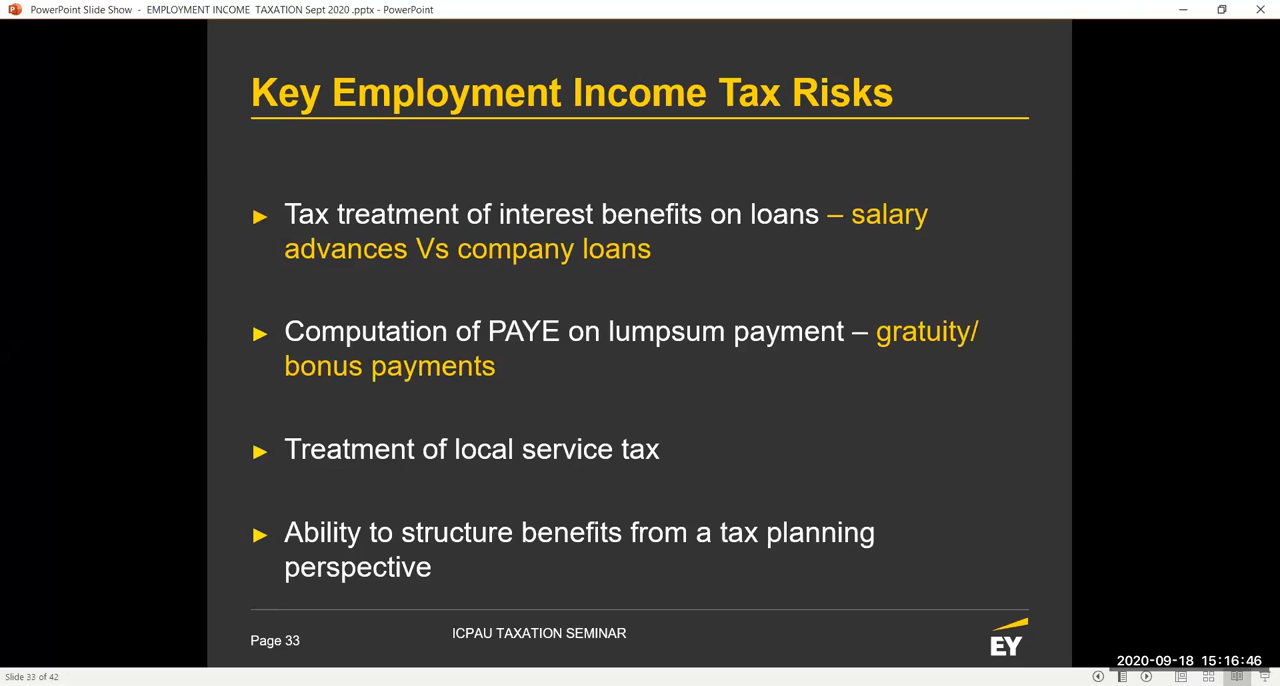 PowerPoint Slide Show - EMPLOYMENT INCOME TAXATION Sept 2020 .pptx - PowerPoint
Key Employment Income Tax Risks
Tax treatment of interest benefits on loans – salary
advances Vs company loans
Computation of PAYE on lumpsum payment – gratuity/
bonus payments
Treatment of local service tax
Ability to structure benefits from a tax planning
perspective
Page 33
ICPAU TAXATION SEMINAR
EY
2020-09-18 15:16:46
Slide 33 of 42